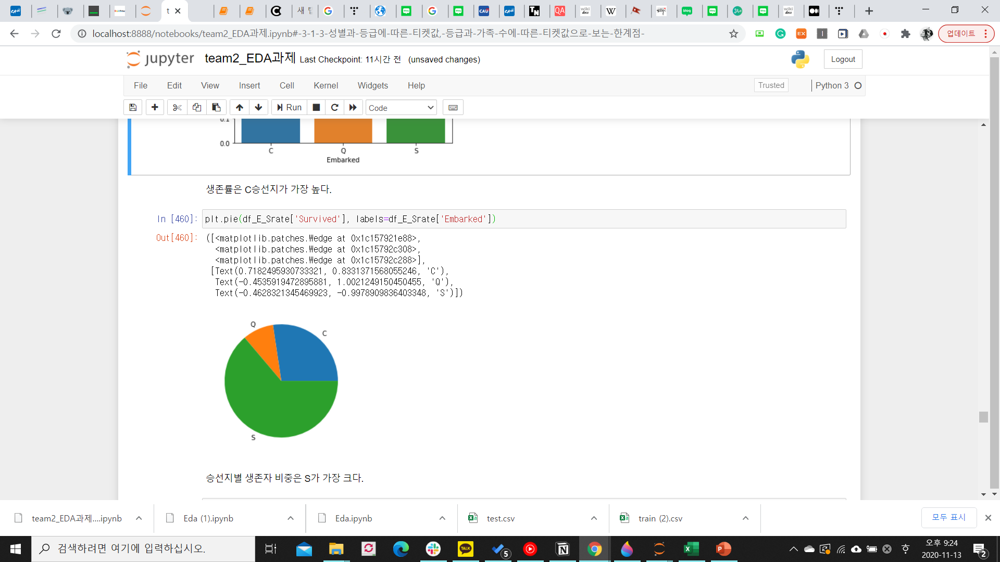 t
새 탭
localhost:8888/notebooks/team2_EDA과제.ipynb#-3-1-3-성별과-등급에-따른-티켓값,-등급과-가족-수에-따른-티켓값으로-보는-한계점-
업데이트
jupyter team2_EDA과제 Last Checkpoint: 11시간 전 (unsaved changes)
Logout
File Edit View Insert Cell Kernel Widgets Help
Trusted
Python 3
Run
Code
0.1
0.0
C Q S
Embarked
생존률은 C승선지가 가장 높다.
In [460]: plt.pie(df_E_Srate['Survived'], labels=df_E_Srate['Embarked'])
Out[460]: ([<matplotlib.patches.Wedge at 0x1c157921e88>,
<matplotlib.patches.Wedge at 0x1c15792c308>,
<matplotlib.patches.Wedge at 0x1c15792c288>],
[Text(0.7182495930733321, 0.8331371568055246, 'C'),
Text(-0.4535919472895881, 1.0021249150450455, 'Q'),
Text(-0.4628321345469923, -0.9978909836403348, 'S')])
Q
C
S
승선지별 생존자 비중은 S가 가장 크다.
team2_EDA과제....ipynb
Eda (1).ipynb
Eda.ipynb
test.csv
train (2).csv
모두 표시
검색하려면 여기에 입력하십시오.
TALK
5
오후 9:24
2020-11-13
2